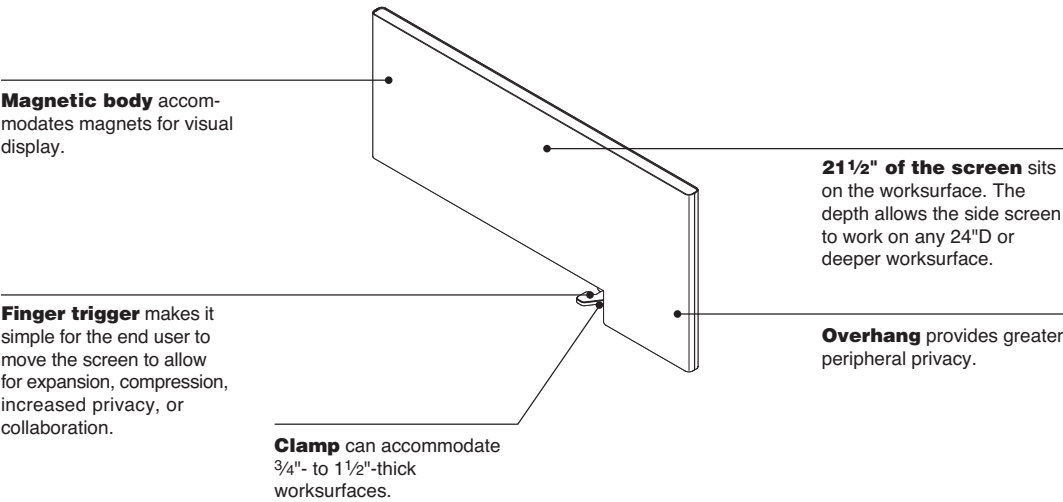 Magnetic body accom-
modates magnets for visual
display.
21½" of the screen sits
on the worksurface. The
depth allows the side screen
to work on any 24"D or
deeper worksurface.
Finger trigger makes it
simple for the end user to
move the screen to allow
for expansion, compression,
increased privacy, or
collaboration.
Overhang provides greater
peripheral privacy.
Clamp can accommodate
¾"- to 1½"-thick
worksurfaces.